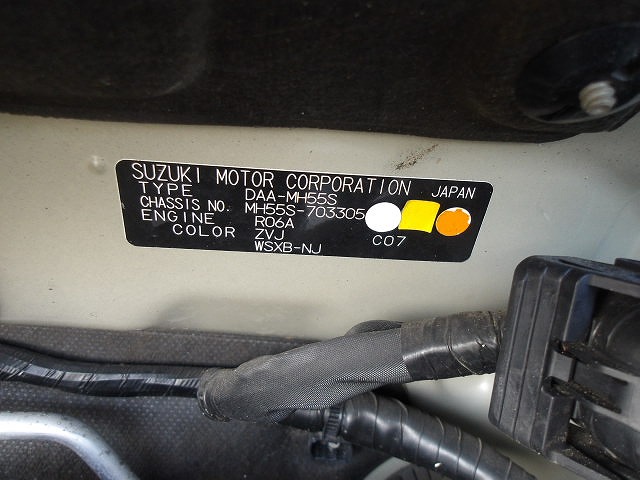 SUZUKI MOTOR CORPORATION JAPAN
TYPE DAA-MH55S
CHASSIS NO. MH55S-703305
ENGINE R06A
COLOR ZVJ
WSXB-NJ C07